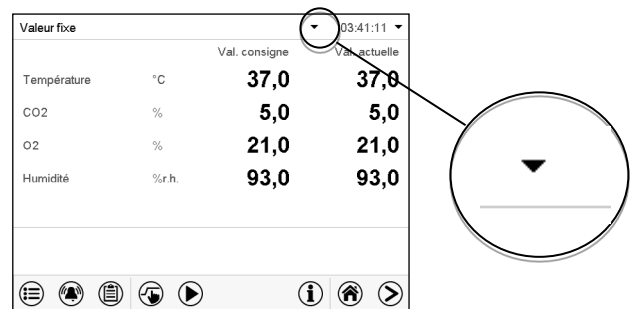 Valeur fixe 03:41:11
Val. consigne Val. actuelle
Température °C 37,0 37,0
CO2 % 5,0 5,0
O2 % 21,0 21,0
Humidité %r.h. 93,0 93,0